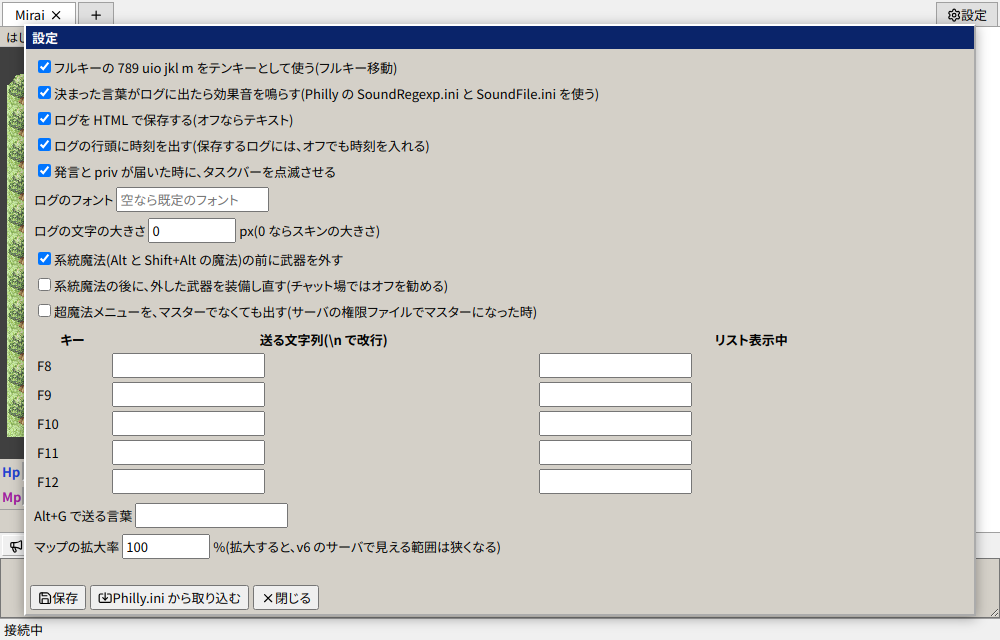 Mirai ×
+
設定
はじ
設定
フルキーの 789 uio jkl m をテンキーとして使う(フルキー移動)
決まった言葉がログに出たら効果音を鳴らす(Philly の SoundRegexp.ini と SoundFile.ini を使う)
ログを HTML で保存する(オフならテキスト)
ログの行頭に時刻を出す(保存するログには、オフでも時刻を入れる)
発言と priv が届いた時に、タスクバーを点滅させる
ログのフォント 空なら既定のフォント
ログの文字の大きさ 0 px(0 ならスキンの大きさ)
系統魔法(Alt と Shift+Alt の魔法)の前に武器を外す
系統魔法の後に、外した武器を装備し直す(チャット場ではオフを勧める)
超魔法メニューを、マスターでなくても出す(サーバの権限ファイルでマスターになった時)
キー 送る文字列(\n で改行) リスト表示中
F8
F9
F10
F11
F12
Hp
Mp
Alt+G で送る言葉
マップの拡大率 100 %(拡大すると、v6 のサーバで見える範囲は狭くなる)
保存 Philly.ini から取り込む ×閉じる
接続中